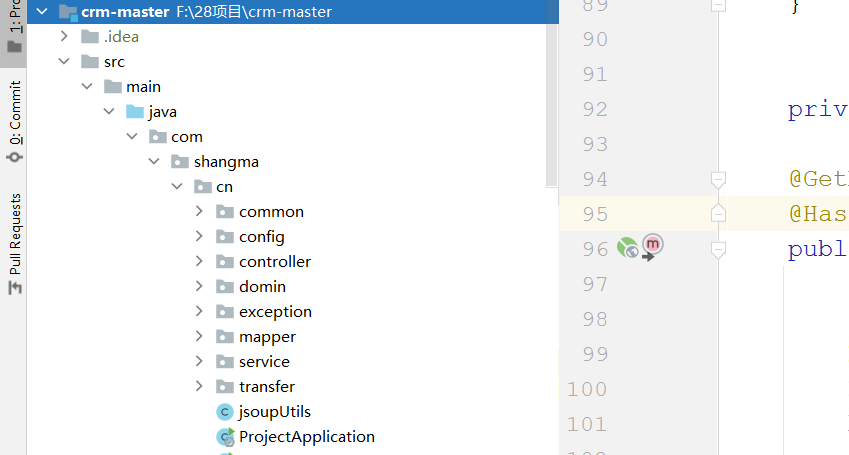 1: Pro
0: Commit
Pull Requests
crm-master F:\28项目\crm-master
.idea
src
main
java
com
shangma
cn
common
config
controller
domin
exception
mapper
service
transfer
jsoupUtils
ProjectApplication
89 }
90
91
92 priv
93
94 @Get
95 @Has
96 publ
97
98
99
100
101